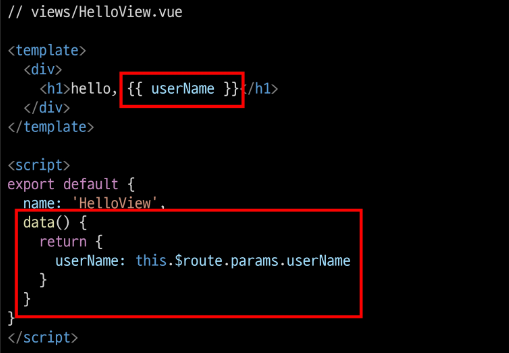 // views/HelloView.vue
<template>
<div>
<h1>hello, {{ userName }}</h1>
</div>
</template>
<script>
export default {
name: 'HelloView',
data() {
return {
userName: this.$route.params.userName
}
}
}
</script>